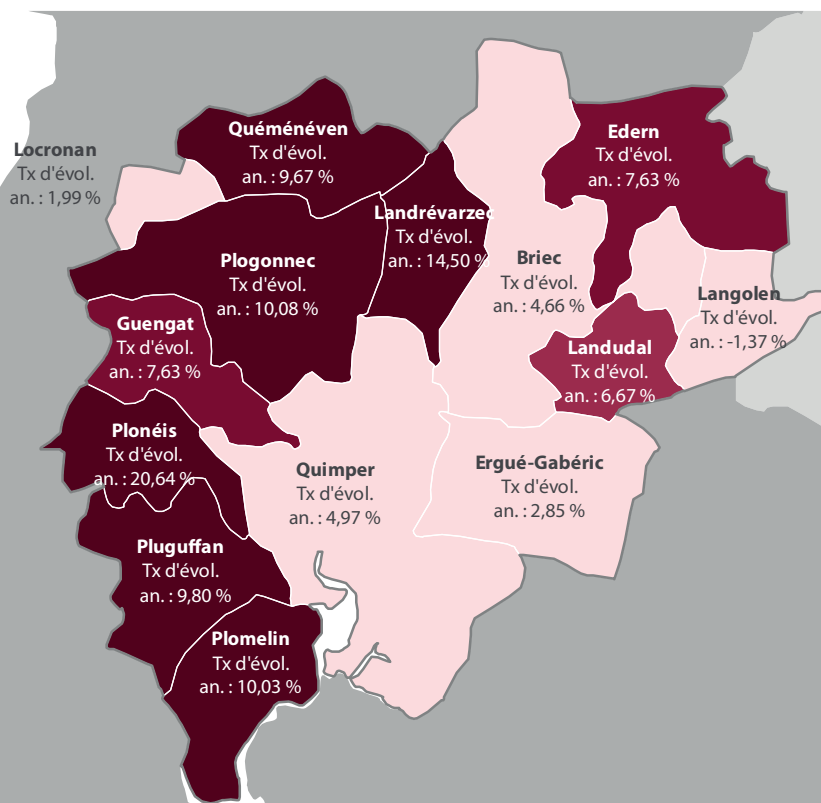 Quéménéven
Tx d'évol.
an. : 9,67 %
Edern
Tx d'évol.
an. : 7,63 %
Locronan
Tx d'évol.
an. : 1,99 %
Landrévarzec
Tx d'évol.
an. : 14,50 %
Plogonnec
Tx d'évol.
an. : 10,08 %
Briec
Tx d'évol.
an. : 4,66 %
Langolen
Tx d'évol.
an. : -1,37 %
Guengat
Tx d'évol.
an. : 7,63 %
Landudal
Tx d'évol.
an. : 6,67 %
Plonéis
Tx d'évol.
an. : 20,64 %
Quimper
Tx d'évol.
an. : 4,97 %
Ergué-Gabéric
Tx d'évol.
an. : 2,85 %
Pluguffan
Tx d'évol.
an. : 9,80 %
Plomelin
Tx d'évol.
an. : 10,03 %